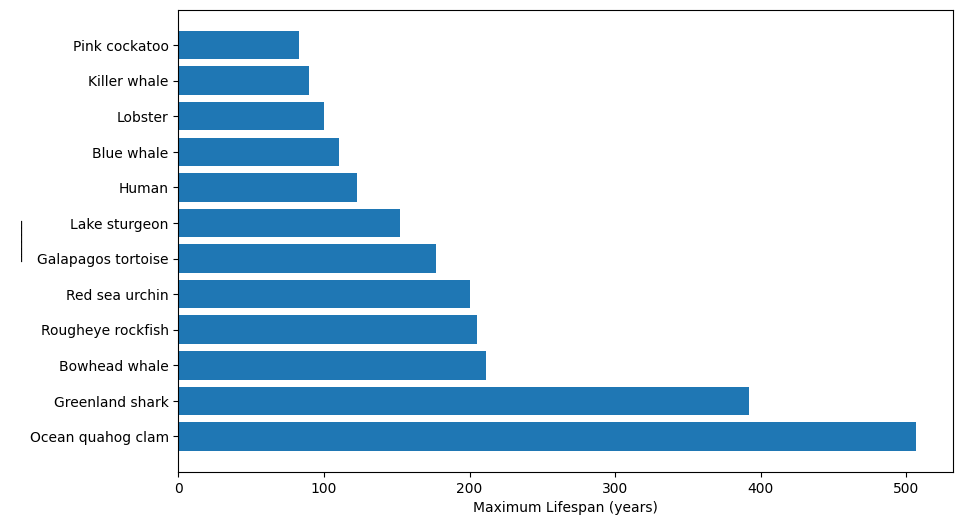 Pink cockatoo
Killer whale
Lobster
Blue whale
Human
Lake sturgeon
Galapagos tortoise
Red sea urchin
Rougheye rockfish
Bowhead whale
Greenland shark
Ocean quahog clam
0 100 200 300 400 500
Maximum Lifespan (years)